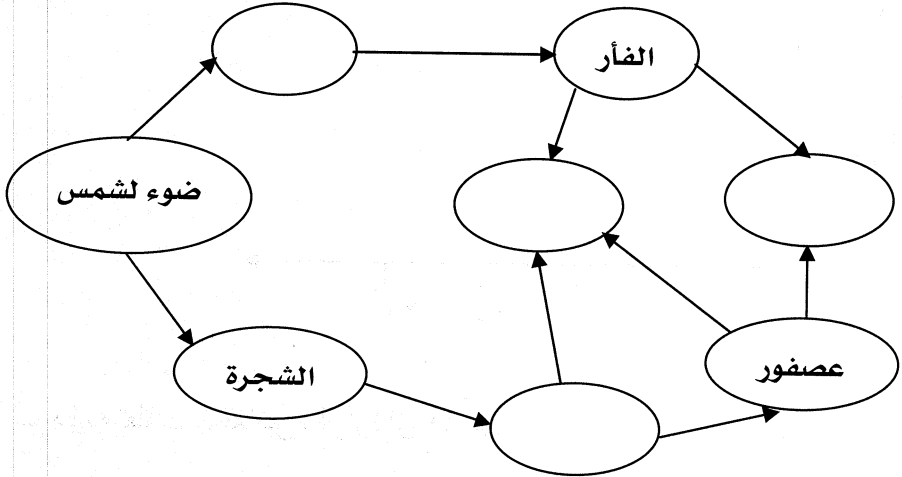 الفأر
ضوء لشمس
الشجرة
عصفور